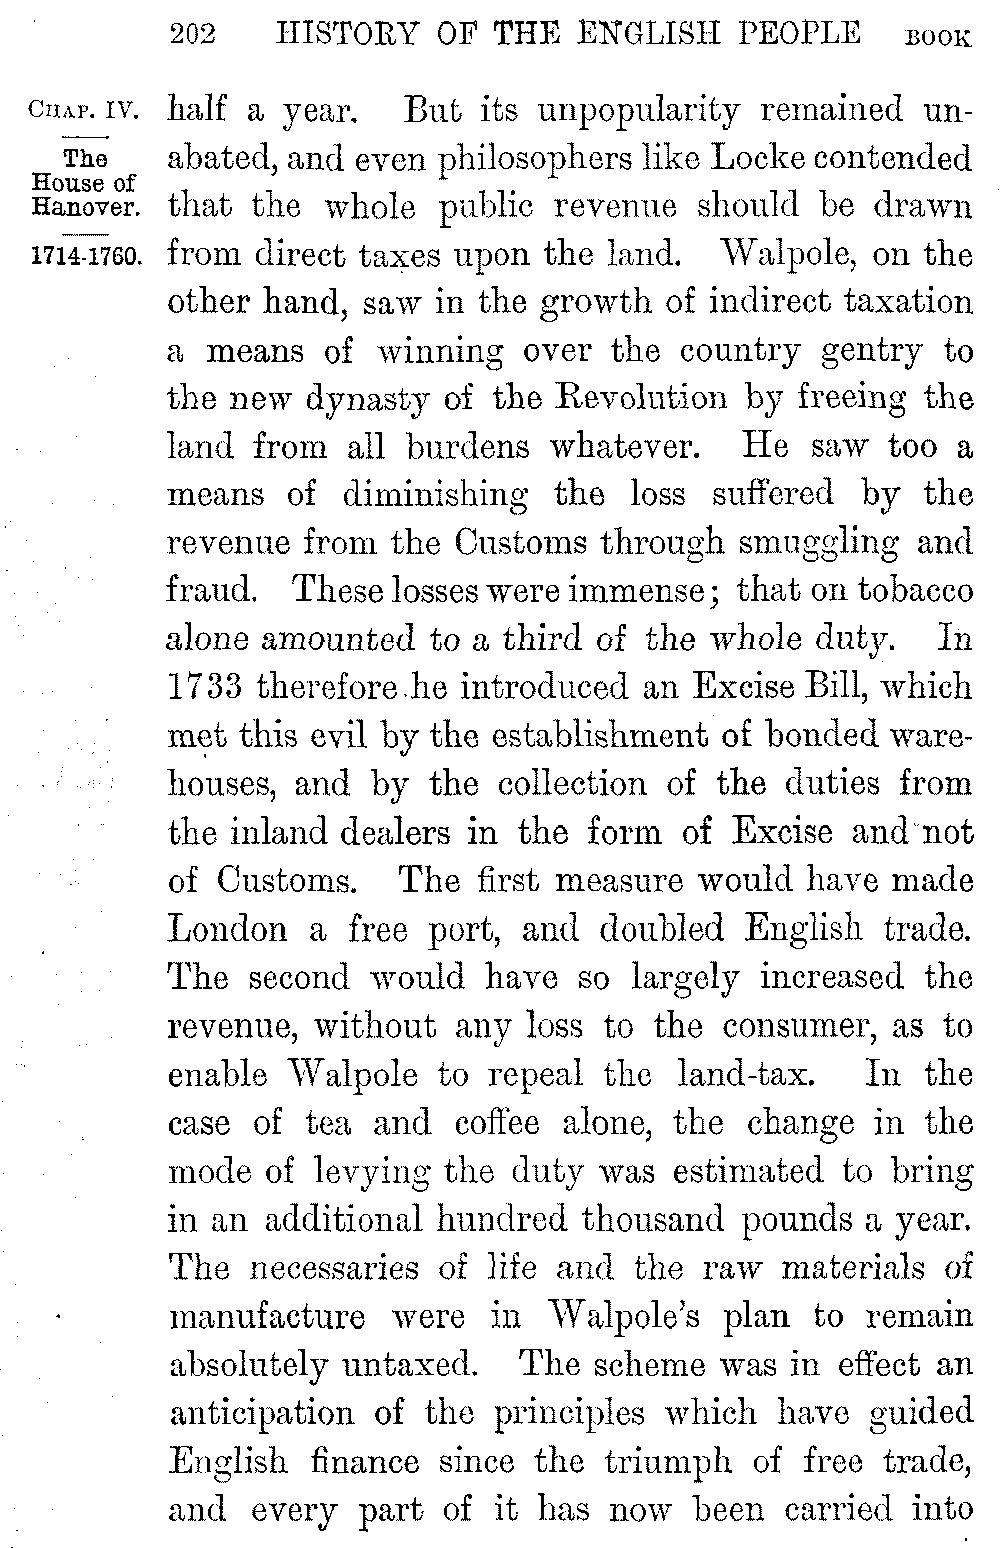 202 HISTORY OF THE ENGLISH PEOPLE BOOK
CHAP. IV.
The
House of
Hanover.
1714-1760.
half a year. But its unpopularity remained un-
abated, and even philosophers like Locke contended
that the whole public revenue should be drawn
from direct taxes upon the land. Walpole, on the
other hand, saw in the growth of indirect taxation
a means of winning over the country gentry to
the new dynasty of the Revolution by freeing the
land from all burdens whatever. He saw too a
means of diminishing the loss suffered by the
revenue from the Customs through smuggling and
fraud. These losses were immense; that on tobacco
alone amounted to a third of the whole duty. In
1733 therefore he introduced an Excise Bill, which
met this evil by the establishment of bonded ware-
houses, and by the collection of the duties from
the inland dealers in the form of Excise and not
of Customs. The first measure would have made
London a free port, and doubled English trade.
The second would have so largely increased the
revenue, without any loss to the consumer, as to
enable Walpole to repeal the land-tax. In the
case of tea and coffee alone, the change in the
mode of levying the duty was estimated to bring
in an additional hundred thousand pounds a year.
The necessaries of life and the raw materials of
manufacture were in Walpole's plan to remain
absolutely untaxed. The scheme was in effect an
anticipation of the principles which have guided
English finance since the triumph of free trade,
and every part of it has now been carried into